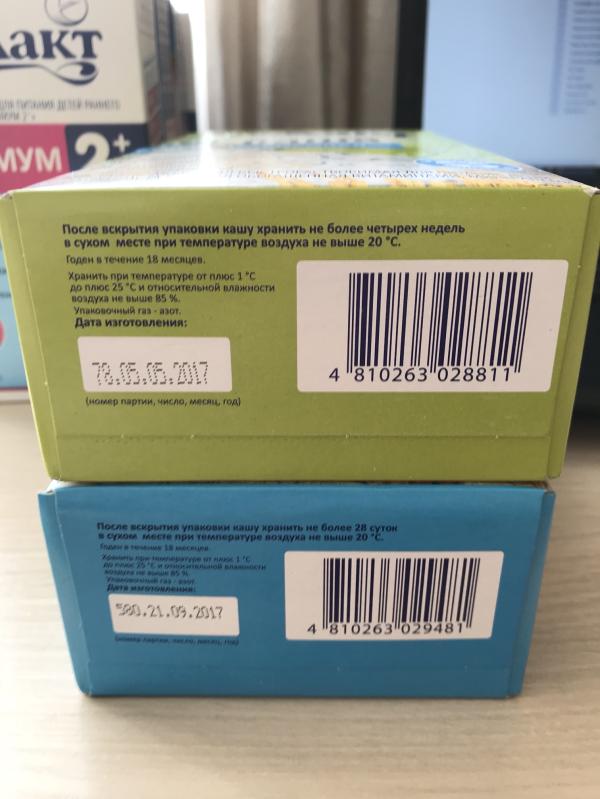 лакт
для питания детей раннего
МУМ 2+
После вскрытия упаковки кашу хранить не более четырех недель
в сухом месте при температуре воздуха не выше 20 °С.
Годен в течение 18 месяцев.
Хранить при температуре от плюс 1 °С
до плюс 25 °С и относительной влажности
воздуха не выше 85 %.
Упаковочный газ - азот.
Дата изготовления:
78.05.05.2017
(номер партии, число, месяц, год)
4 810263 028811
После вскрытия упаковки кашу хранить не более 28 суток
в сухом месте при температуре воздуха не выше 20 °С.
Годен в течение 18 месяцев.
Хранить при температуре от плюс 1 °С
до плюс 25 °С и относительной влажности
воздуха не выше 85 %.
Упаковочный газ - азот.
Дата изготовления:
580.21.09.2017
(номер партии, число, месяц, год)
4 810263 029481